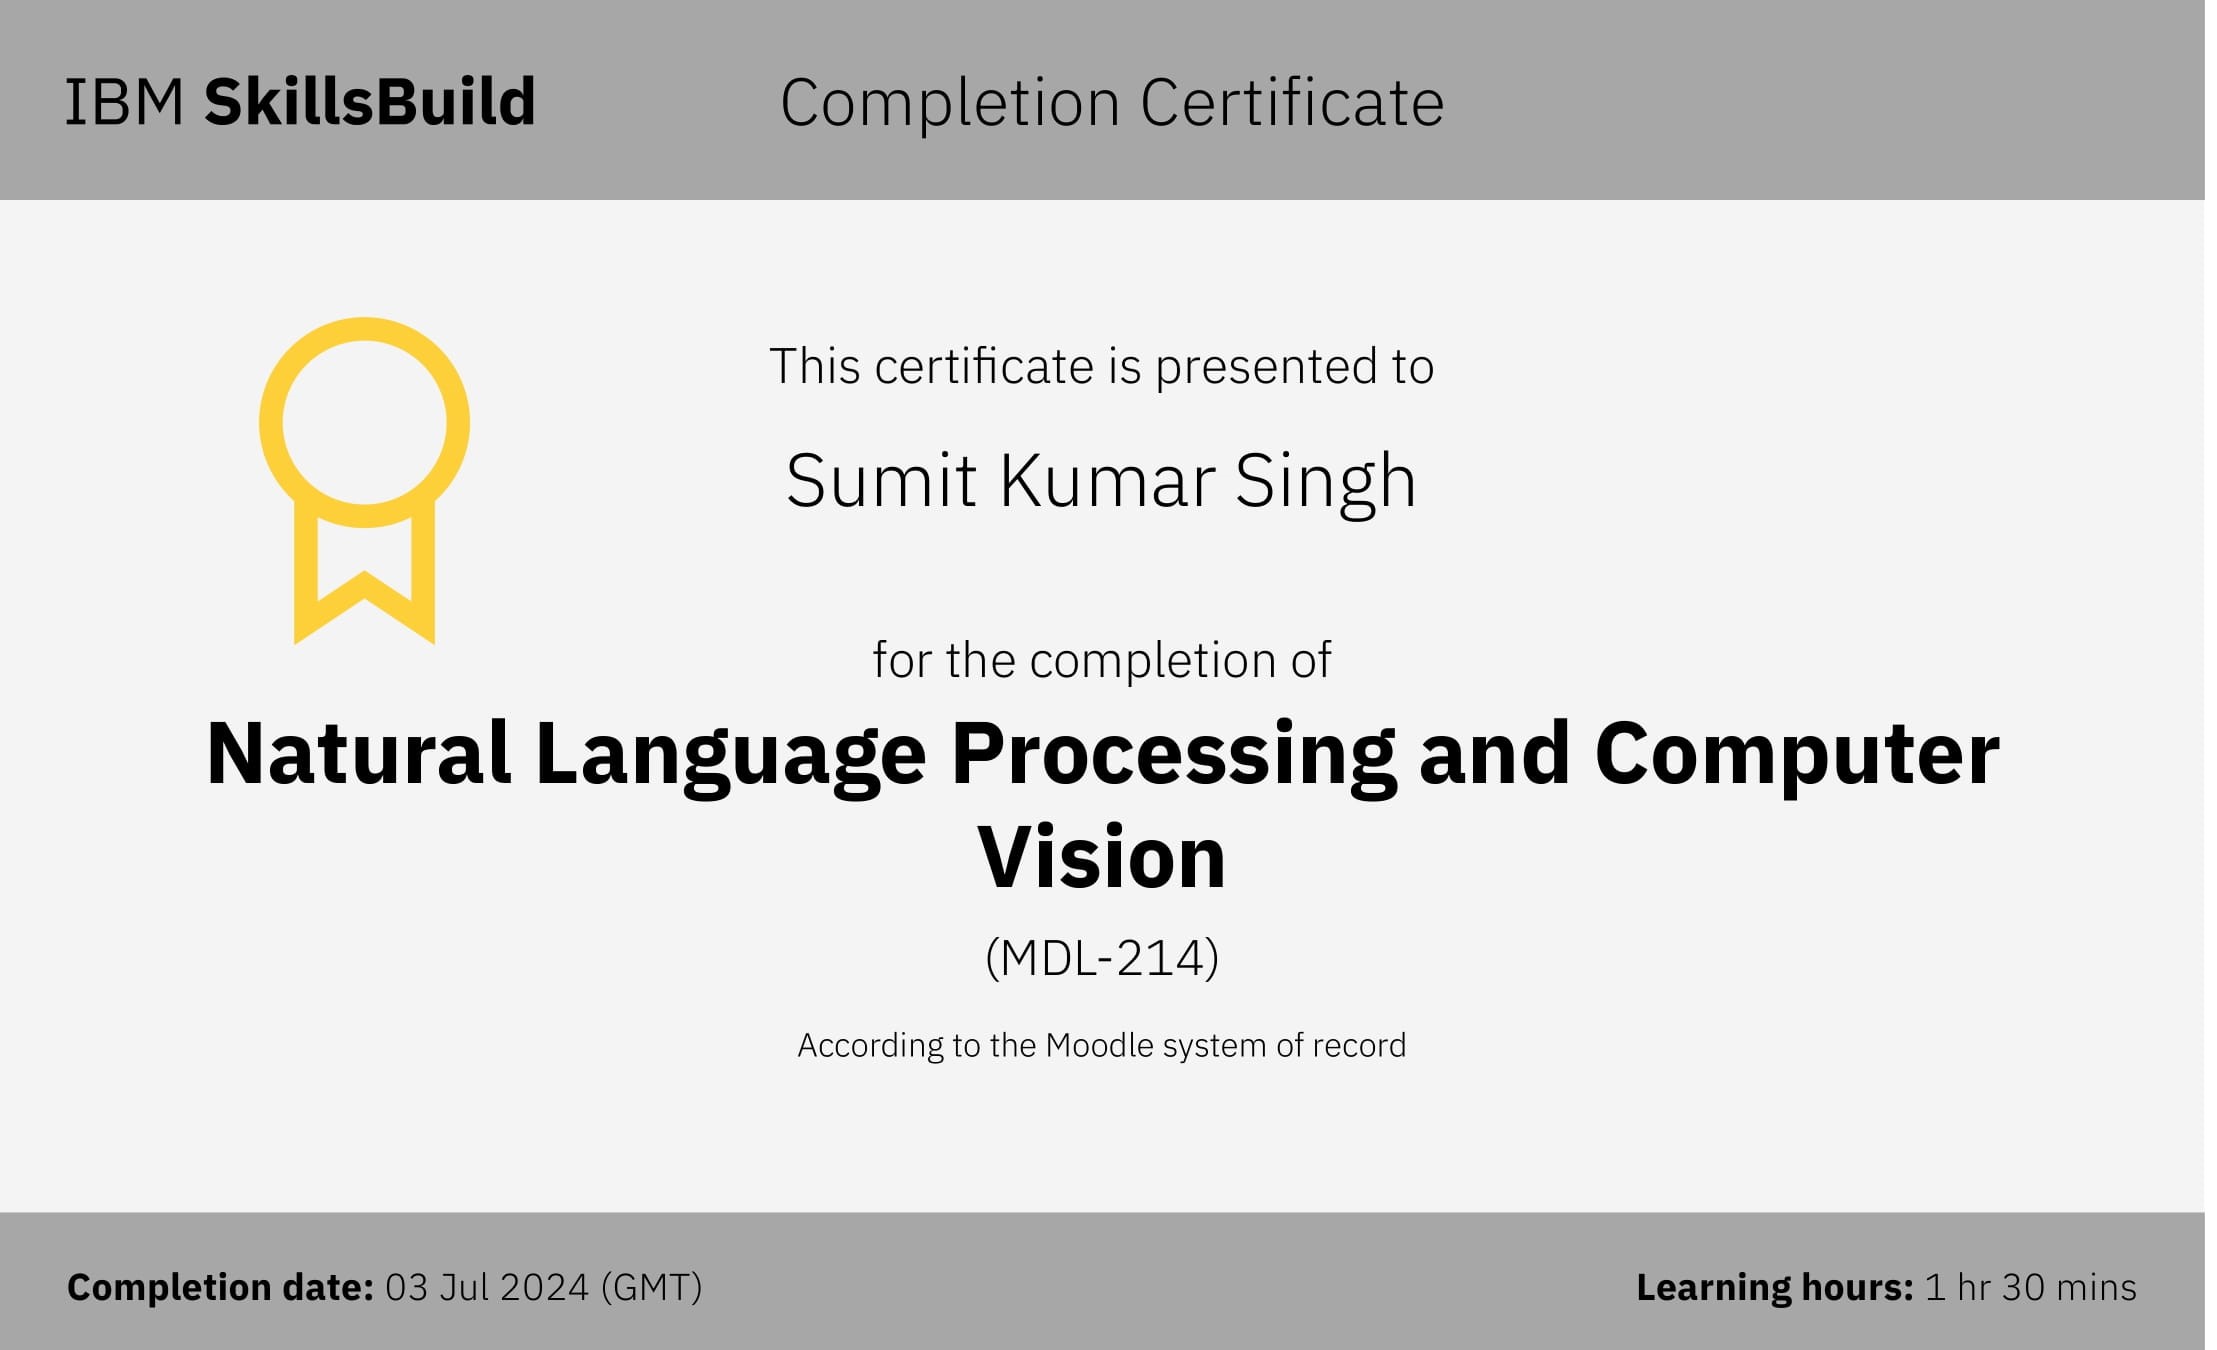 IBM SkillsBuild
Completion Certificate
This certificate is presented to
Sumit Kumar Singh
for the completion of
Natural Language Processing and Computer
Vision
(MDL-214)
According to the Moodle system of record
Completion date: 03 Jul 2024 (GMT)
Learning hours: 1 hr 30 mins